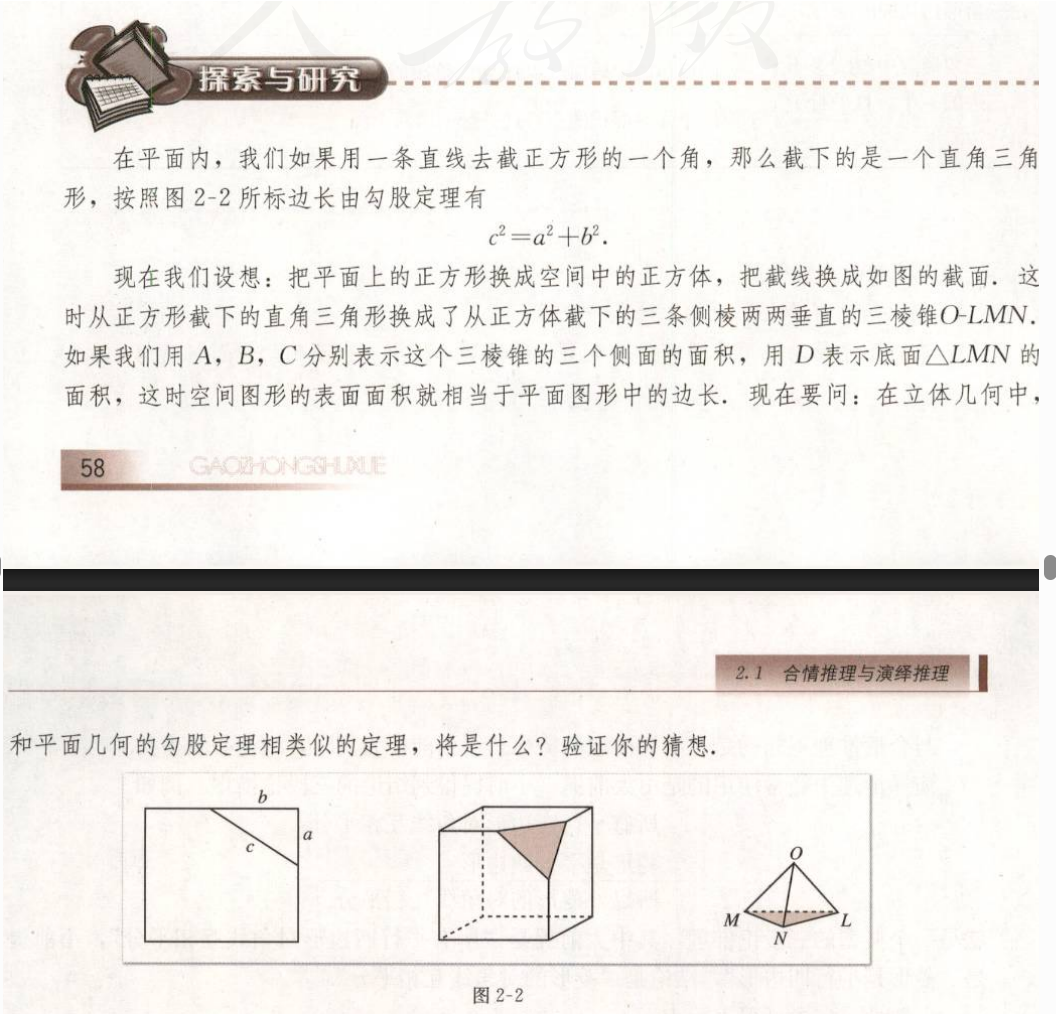 人教版
探索与研究
在平面内，我们如果用一条直线去截正方形的一个角，那么截下的是一个直角三角
形，按照图 2-2 所标边长由勾股定理有
c²＝a²＋b².
现在我们设想：把平面上的正方形换成空间中的正方体，把截线换成如图的截面．这
时从正方形截下的直角三角形换成了从正方体截下的三条侧棱两两垂直的三棱锥O-LMN.
如果我们用 A，B，C 分别表示这个三棱锥的三个侧面的面积，用 D 表示底面△LMN 的
面积，这时空间图形的表面面积就相当于平面图形中的边长．现在要问：在立体几何中，
58 GAOZHONGSHUXUE
2.1 合情推理与演绎推理
和平面几何的勾股定理相类似的定理，将是什么？验证你的猜想．
b
a
c
O
M
L
N
图 2-2